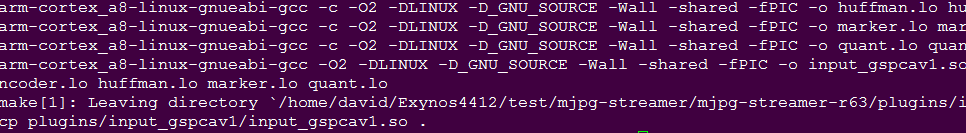 arm-cortex_a8-linux-gnueabi-gcc -c -O2 -DLINUX -D_GNU_SOURCE -Wall -shared -fPIC -o huffman.lo hu
arm-cortex_a8-linux-gnueabi-gcc -c -O2 -DLINUX -D_GNU_SOURCE -Wall -shared -fPIC -o marker.lo mar
arm-cortex_a8-linux-gnueabi-gcc -c -O2 -DLINUX -D_GNU_SOURCE -Wall -shared -fPIC -o quant.lo quan
arm-cortex_a8-linux-gnueabi-gcc -O2 -DLINUX -D_GNU_SOURCE -Wall -shared -fPIC -o input_gspcav1.so
ncoder.lo huffman.lo marker.lo quant.lo
make[1]: Leaving directory `/home/david/Exynos4412/test/mjpg-streamer/mjpg-streamer-r63/plugins/i
cp plugins/input_gspcav1/input_gspcav1.so .